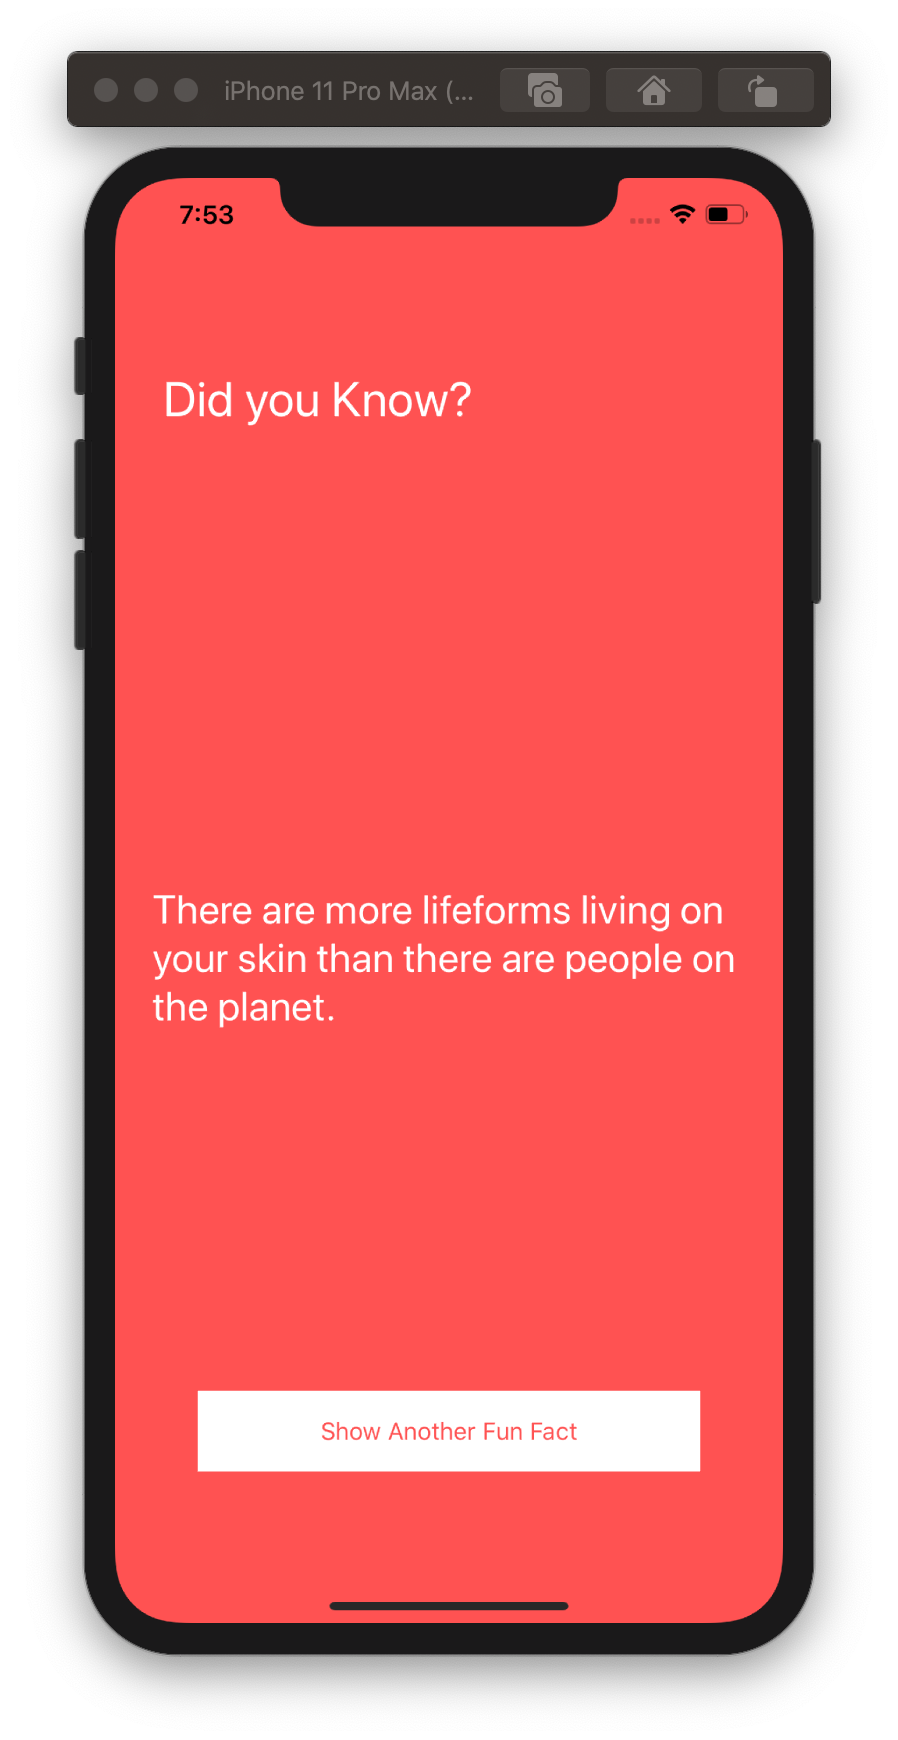 iPhone 11 Pro Max (...
7:53
Did you Know?
There are more lifeforms living on
your skin than there are people on
the planet.
Show Another Fun Fact